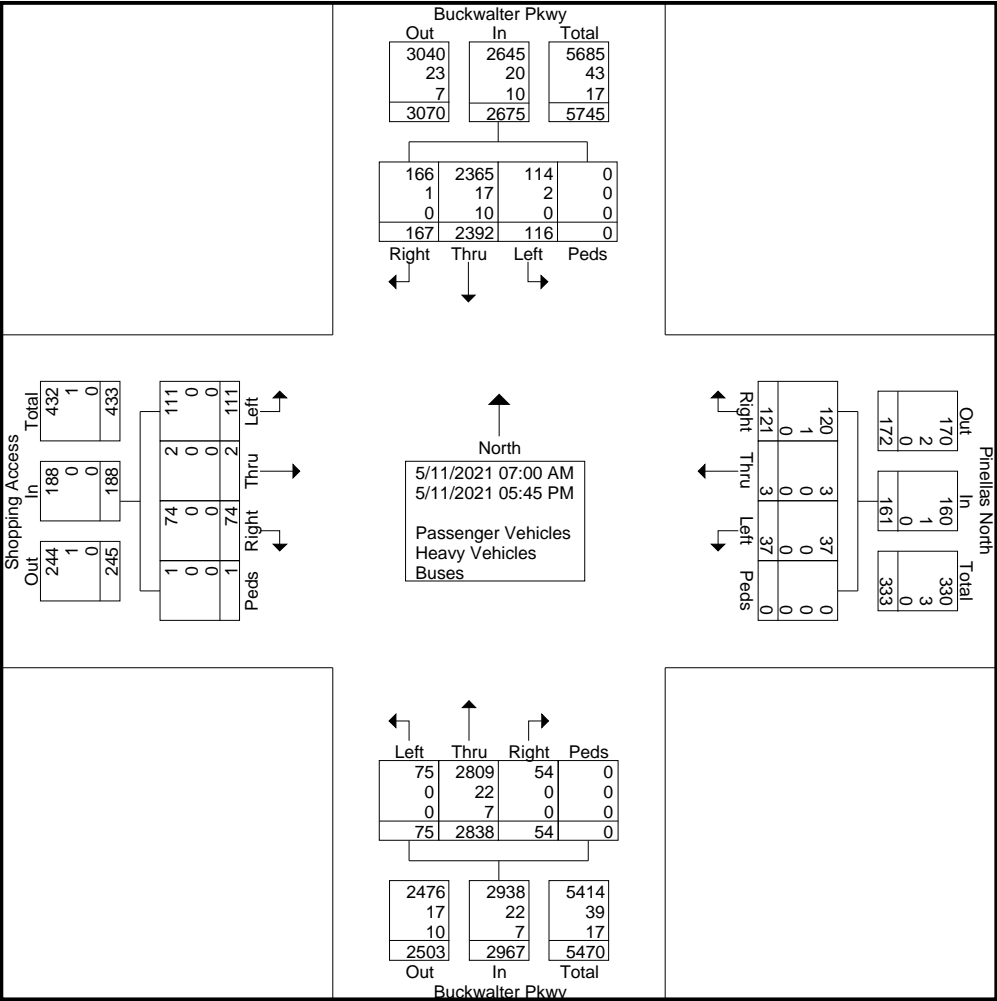 Buckwalter Pkwy
Out In Total
3040 2645 5685
23 20 43
7 10 17
3070 2675 5745
166 2365 114 0
1 17 2 0
0 10 0 0
167 2392 116 0
Right Thru Left Peds
Shopping Access
Total In Out
432 188 244
1 0 1
0 0 0
433 188 245
111 2 74 1
0 0 0 0
0 0 0 0
111 2 74 1
Left Thru Right Peds
North
5/11/2021 07:00 AM
5/11/2021 05:45 PM
Passenger Vehicles
Heavy Vehicles
Buses
Right Thru Left Peds
121 3 37 0
0 0 0 0
1 0 0 0
120 3 37 0
172 161 333
0 0 0
2 1 3
170 160 330
Out In Total
Pinellas North
Left Thru Right Peds
75 2809 54 0
0 22 0 0
0 7 0 0
75 2838 54 0
2476 2938 5414
17 22 39
10 7 17
2503 2967 5470
Out In Total
Buckwalter Pkwy